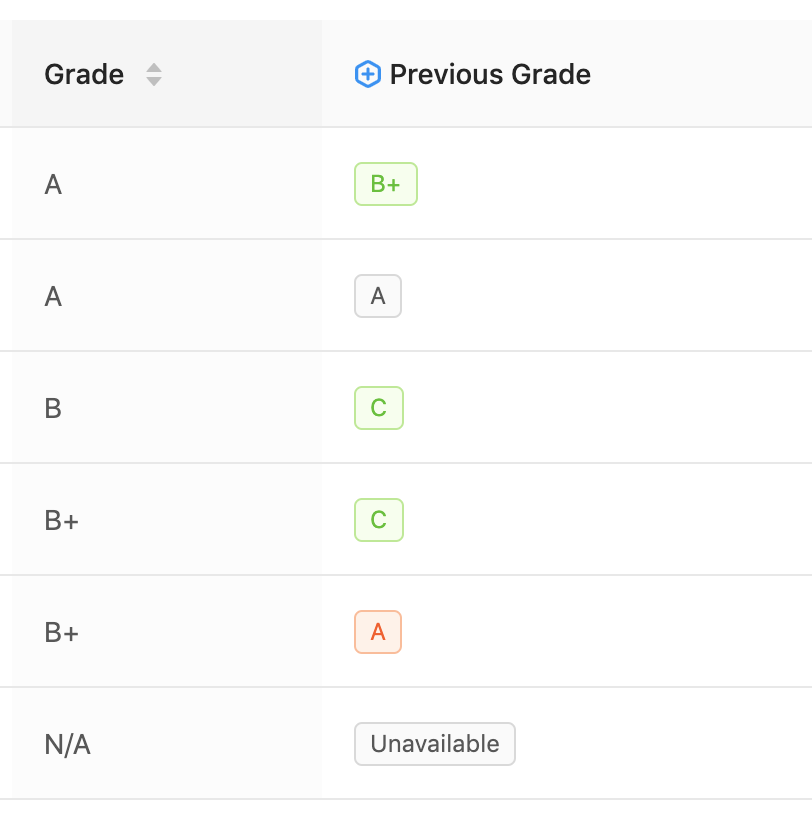 Grade Previous Grade
A B+
A A
B C
B+ C
B+ A
N/A Unavailable